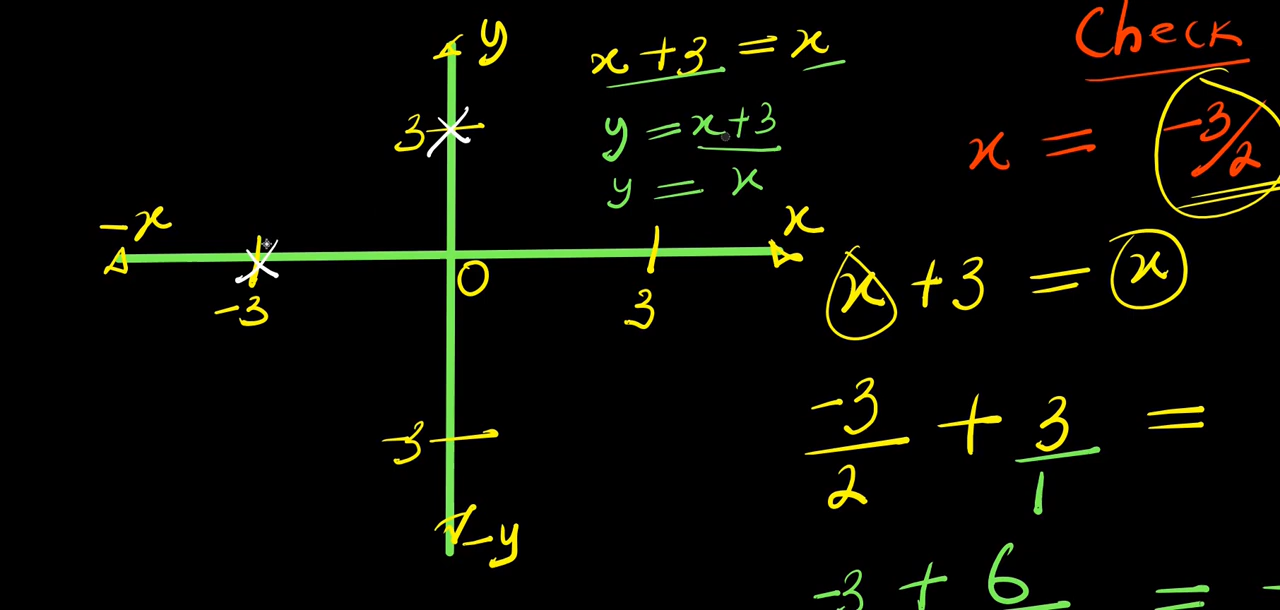 y
x + 3 = x
y = x + 3
y = x
3
-x
x
-3
0
3
-3
-y
Check
x = -3/2
x + 3 = x
-3/2 + 3/1 =
-3 + 6 = -